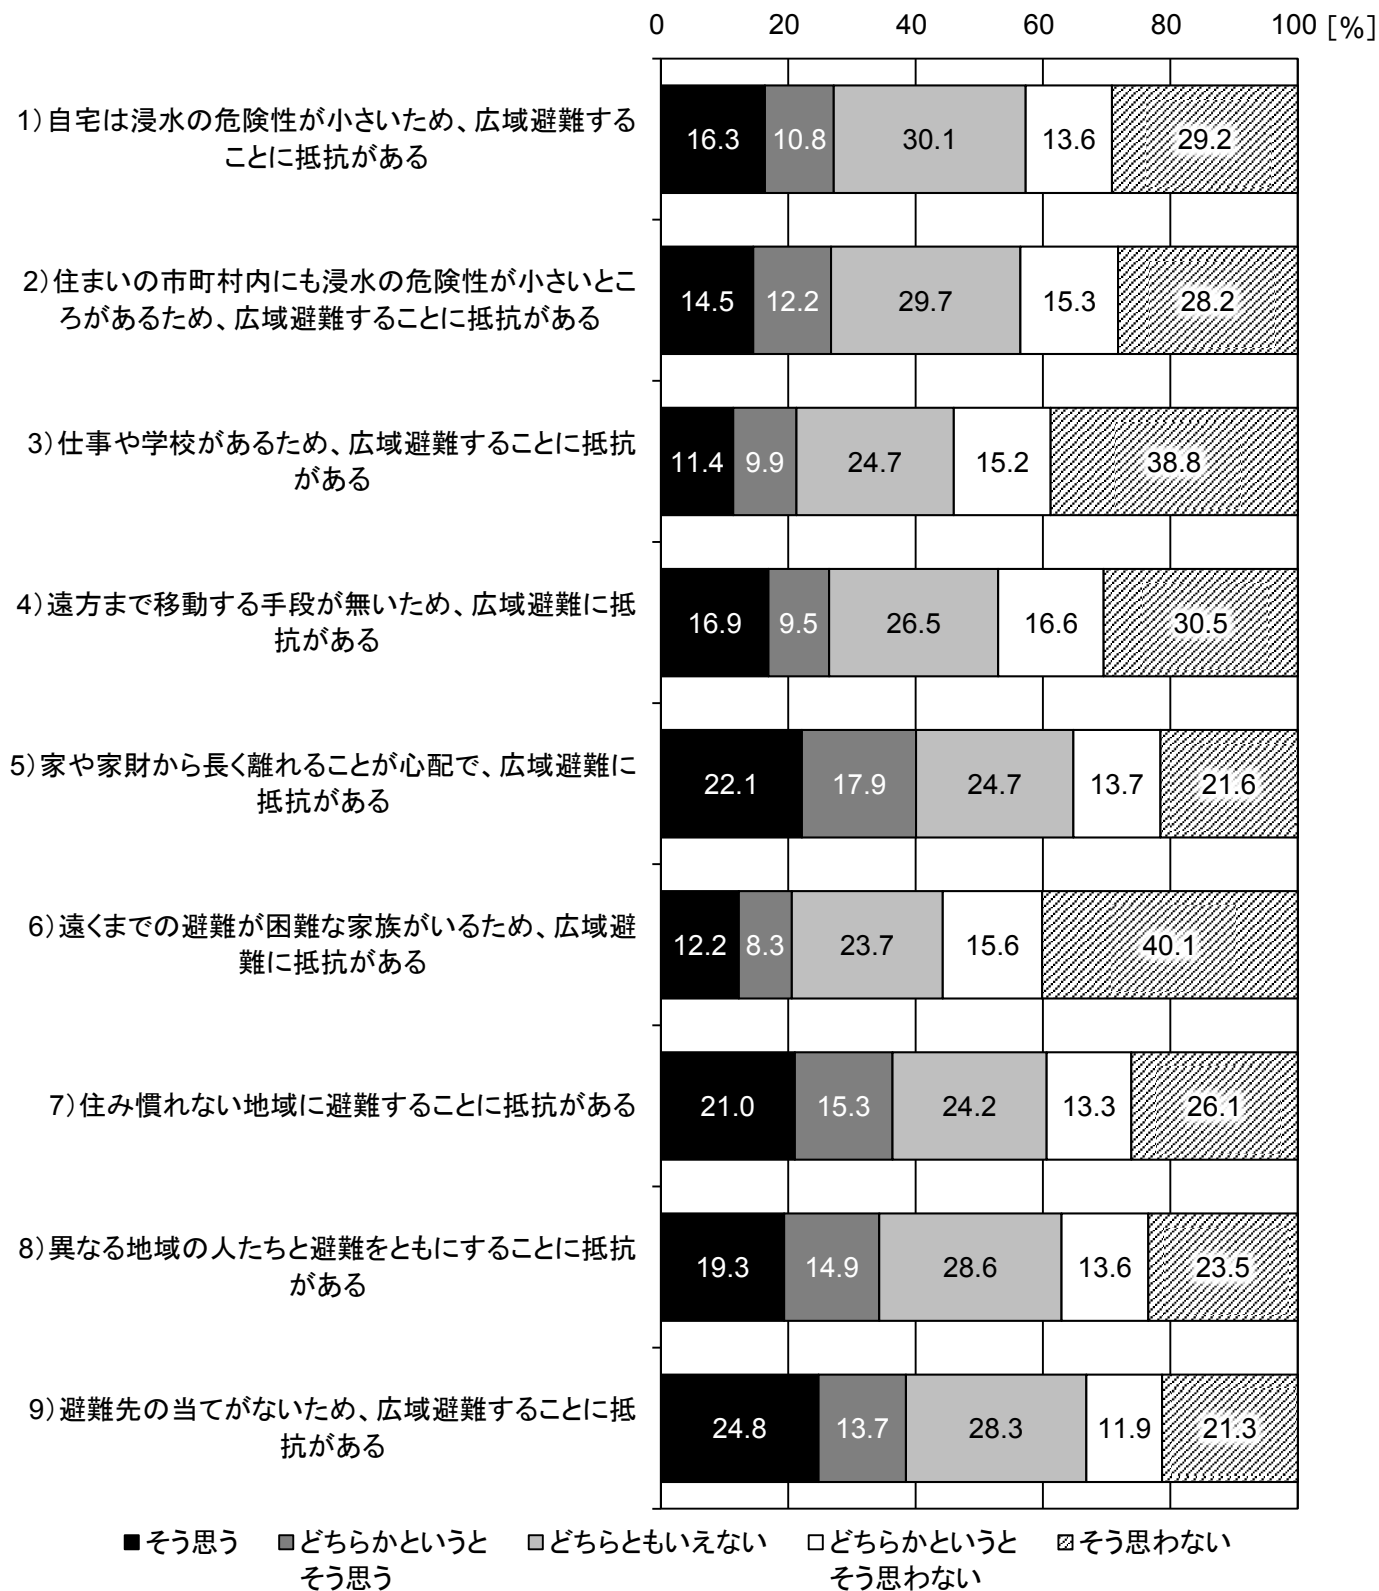 0 20 40 60 80 100 [%]
1)自宅は浸水の危険性が小さいため、広域避難する
ことに抵抗がある
16.3 10.8 30.1 13.6 29.2
2)住まいの市町村内にも浸水の危険性が小さいとこ
ろがあるため、広域避難することに抵抗がある
14.5 12.2 29.7 15.3 28.2
3)仕事や学校があるため、広域避難することに抵抗
がある
11.4 9.9 24.7 15.2 38.8
4)遠方まで移動する手段が無いため、広域避難に抵
抗がある
16.9 9.5 26.5 16.6 30.5
5)家や家財から長く離れることが心配で、広域避難に
抵抗がある
22.1 17.9 24.7 13.7 21.6
6)遠くまでの避難が困難な家族がいるため、広域避
難に抵抗がある
12.2 8.3 23.7 15.6 40.1
7)住み慣れない地域に避難することに抵抗がある
21.0 15.3 24.2 13.3 26.1
8)異なる地域の人たちと避難をともにすることに抵抗
がある
19.3 14.9 28.6 13.6 23.5
9)避難先の当てがないため、広域避難することに抵
抗がある
24.8 13.7 28.3 11.9 21.3
そう思う
どちらかというと
そう思う
どちらともいえない
どちらかというと
そう思わない
そう思わない